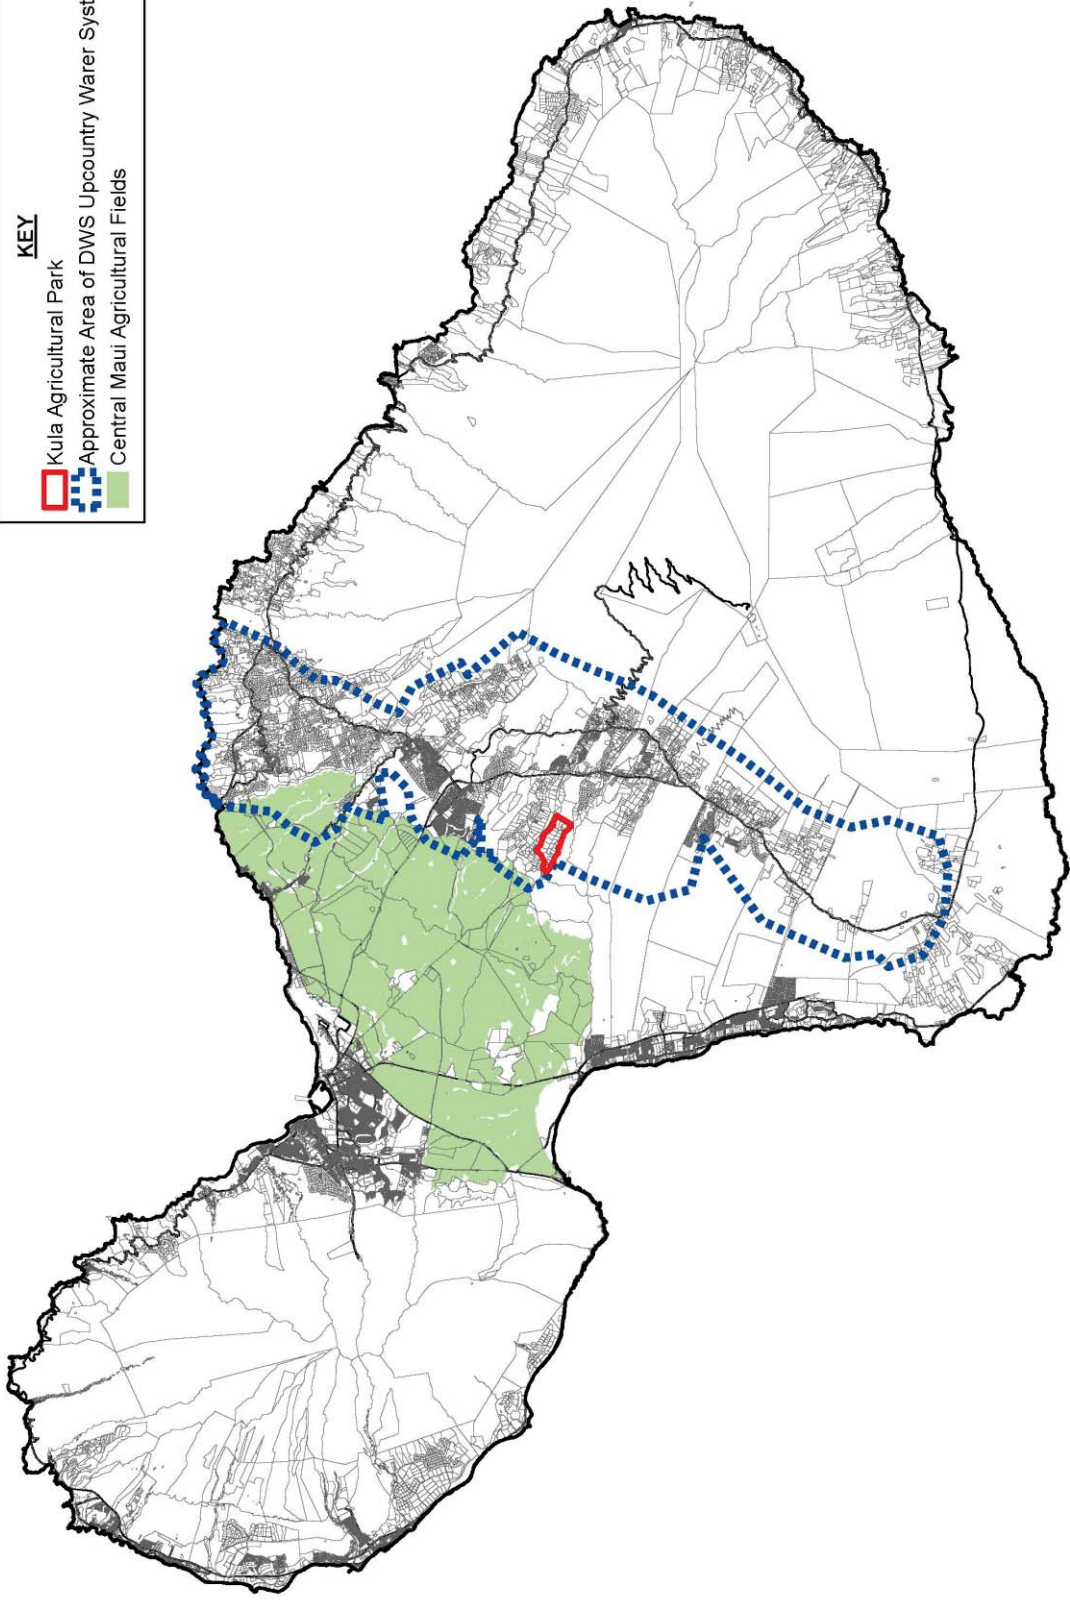 KEY
Kula Agricultural Park
Approximate Area of DWS Upcountry Warer Syst
Central Maui Agricultural Fields